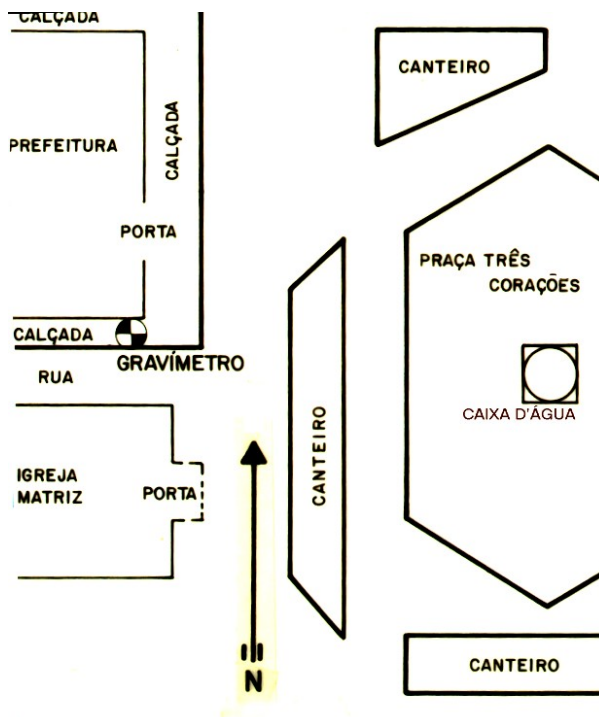 CALÇADA
CANTEIRO
PREFEITURA
CALÇADA
PORTA
PRAÇA TRÊS
CORAÇÕES
CALÇADA
GRAVÍMETRO
RUA
CAIXA D'ÁGUA
CANTEIRO
IGREJA
MATRIZ
PORTA
CANTEIRO
N